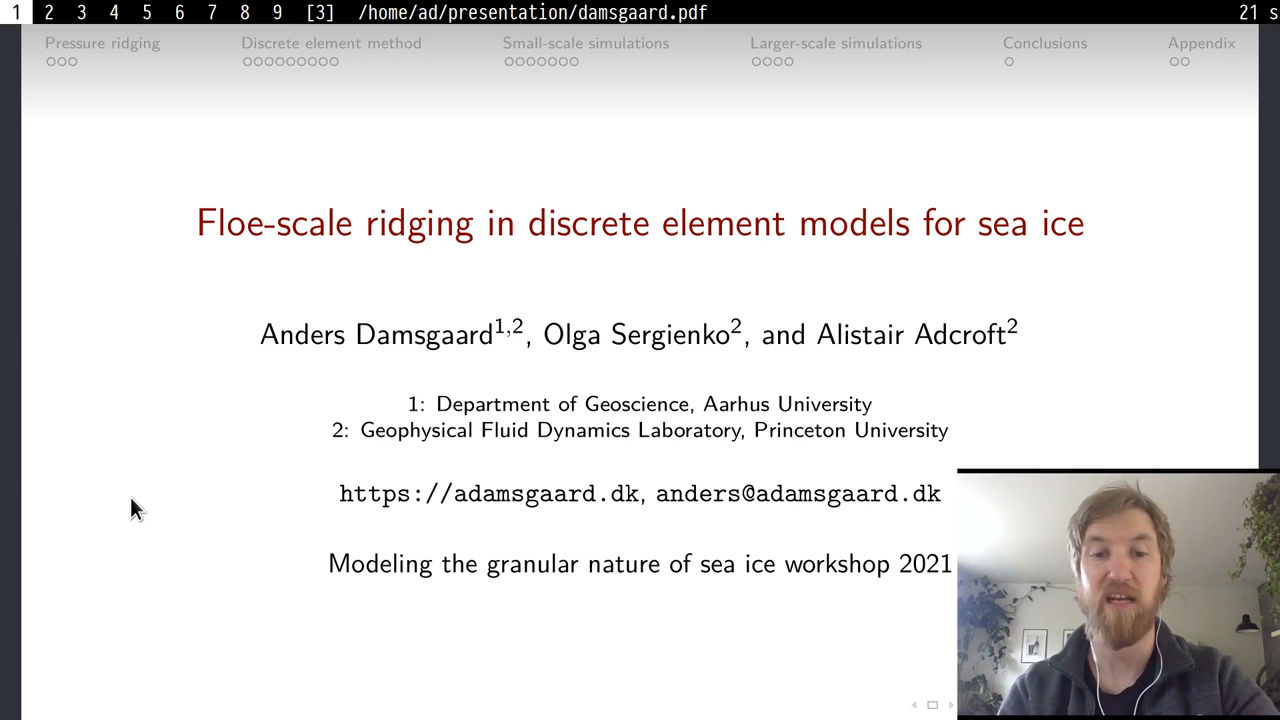 1 2 3 4 5 6 7 8 9 [3] /home/ad/presentation/damsgaard.pdf 21 s
Pressure ridging Discrete element method Small-scale simulations Larger-scale simulations Conclusions Appendix
Floe-scale ridging in discrete element models for sea ice
Anders Damsgaard1,2, Olga Sergienko2, and Alistair Adcroft2
1: Department of Geoscience, Aarhus University
2: Geophysical Fluid Dynamics Laboratory, Princeton University
https://adamsgaard.dk, anders@adamsgaard.dk
Modeling the granular nature of sea ice workshop 2021